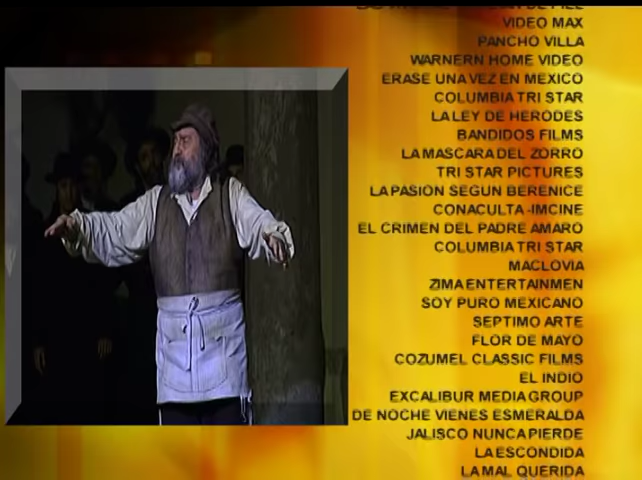 VIDEO MAX
PANCHO VILLA
WARNERN HOME VIDEO
ERASE UNA VEZ EN MEXICO
COLUMBIA TRI STAR
LA LEY DE HERODES
BANDIDOS FILMS
LA MASCARA DEL ZORRO
TRI STAR PICTURES
LA PASION SEGUN BERENICE
CONACULTA -IMCINE
EL CRIMEN DEL PADRE AMARO
COLUMBIA TRI STAR
MACLOVIA
ZIMA ENTERTAINMEN
SOY PURO MEXICANO
SEPTIMO ARTE
FLOR DE MAYO
COZUMEL CLASSIC FILMS
EL INDIO
EXCALIBUR MEDIA GROUP
DE NOCHE VIENES ESMERALDA
JALISCO NUNCA PIERDE
LA ESCONDIDA
LA MAL QUERIDA